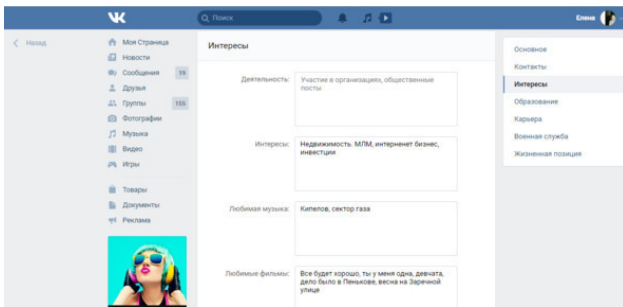 Поиск
Елена
Назад
Моя Страница
Новости
Сообщения 19
Друзья
Группы 155
Фотографии
Музыка
Видео
Игры
Товары
Документы
Реклама
Интересы
Деятельность:
Участие в организациях, общественные
посты
Интересы:
Недвижимость. МЛМ, интерненет бизнес,
инвестции
Любимая музыка:
Кипелов, сектор газа
Любимые фильмы:
Все будет хорошо, ты у меня одна, девчата,
дело было в Пенькове, весна на Заречной
улице
Основное
Контакты
Интересы
Образование
Карьера
Военная служба
Жизненная позиция